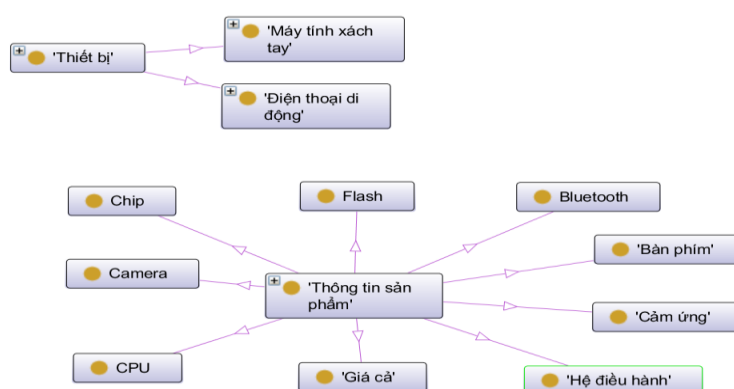 'Máy tính xách
tay'
'Thiết bị'
'Điện thoại di
động'
Chip
Flash
Bluetooth
'Bàn phím'
Camera
'Thông tin sản
phẩm'
'Cảm ứng'
CPU
'Giá cả'
'Hệ điều hành'